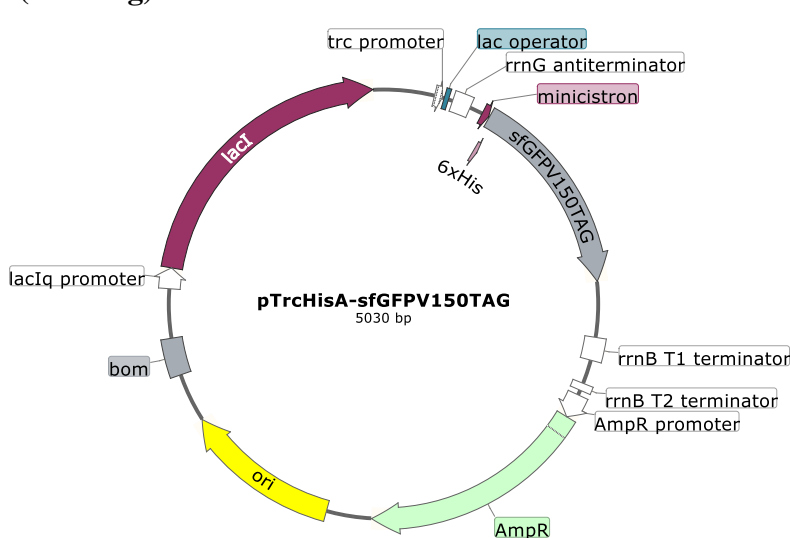 trc promoter
lac operator
rrnG antiterminator
minicistron
lacI
sfGFPV150TAG
6xHis
lacIq promoter
pTrcHisA-sfGFPV150TAG
5030 bp
rrnB T1 terminator
bom
rrnB T2 terminator
AmpR promoter
ori
AmpR